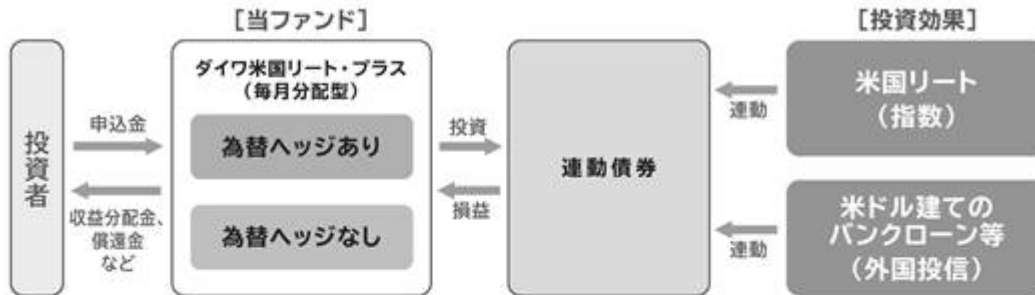 [当ファンド]
[投資効果]
投資者
申込金
収益分配金、
償還金
など
ダイワ米国リート・プラス
(毎月分配型)
為替ヘッジあり
為替ヘッジなし
投資
損益
連動債券
連動
連動
米国リート
(指数)
米ドル建ての
バンクローン等
(外国投信)